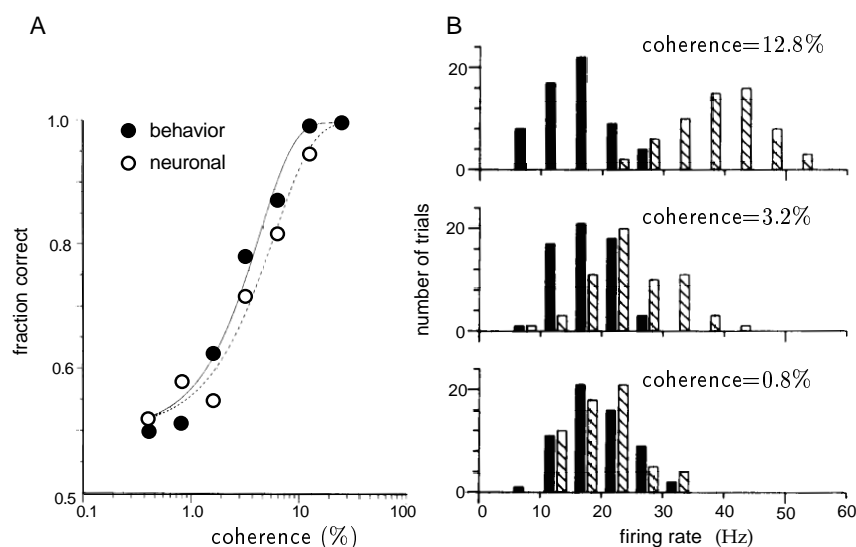 A
behavior
neuronal
fraction correct
1.0
0.8
0.6
0.5
0.1 1.0 10 100
coherence (%)
B
number of trials
coherence=12.8%
20
0
coherence=3.2%
20
0
coherence=0.8%
20
0
0 10 20 30 40 50 60
firing rate (Hz)